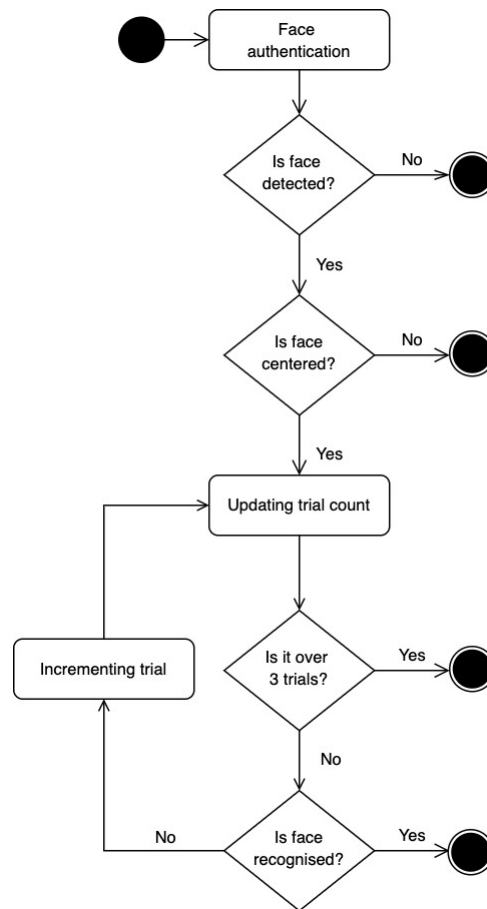 Face
authentication
Is face
detected?
No
Yes
Is face
centered?
No
Yes
Updating trial count
Incrementing trial
Is it over
3 trials?
Yes
No
No
Is face
recognised?
Yes